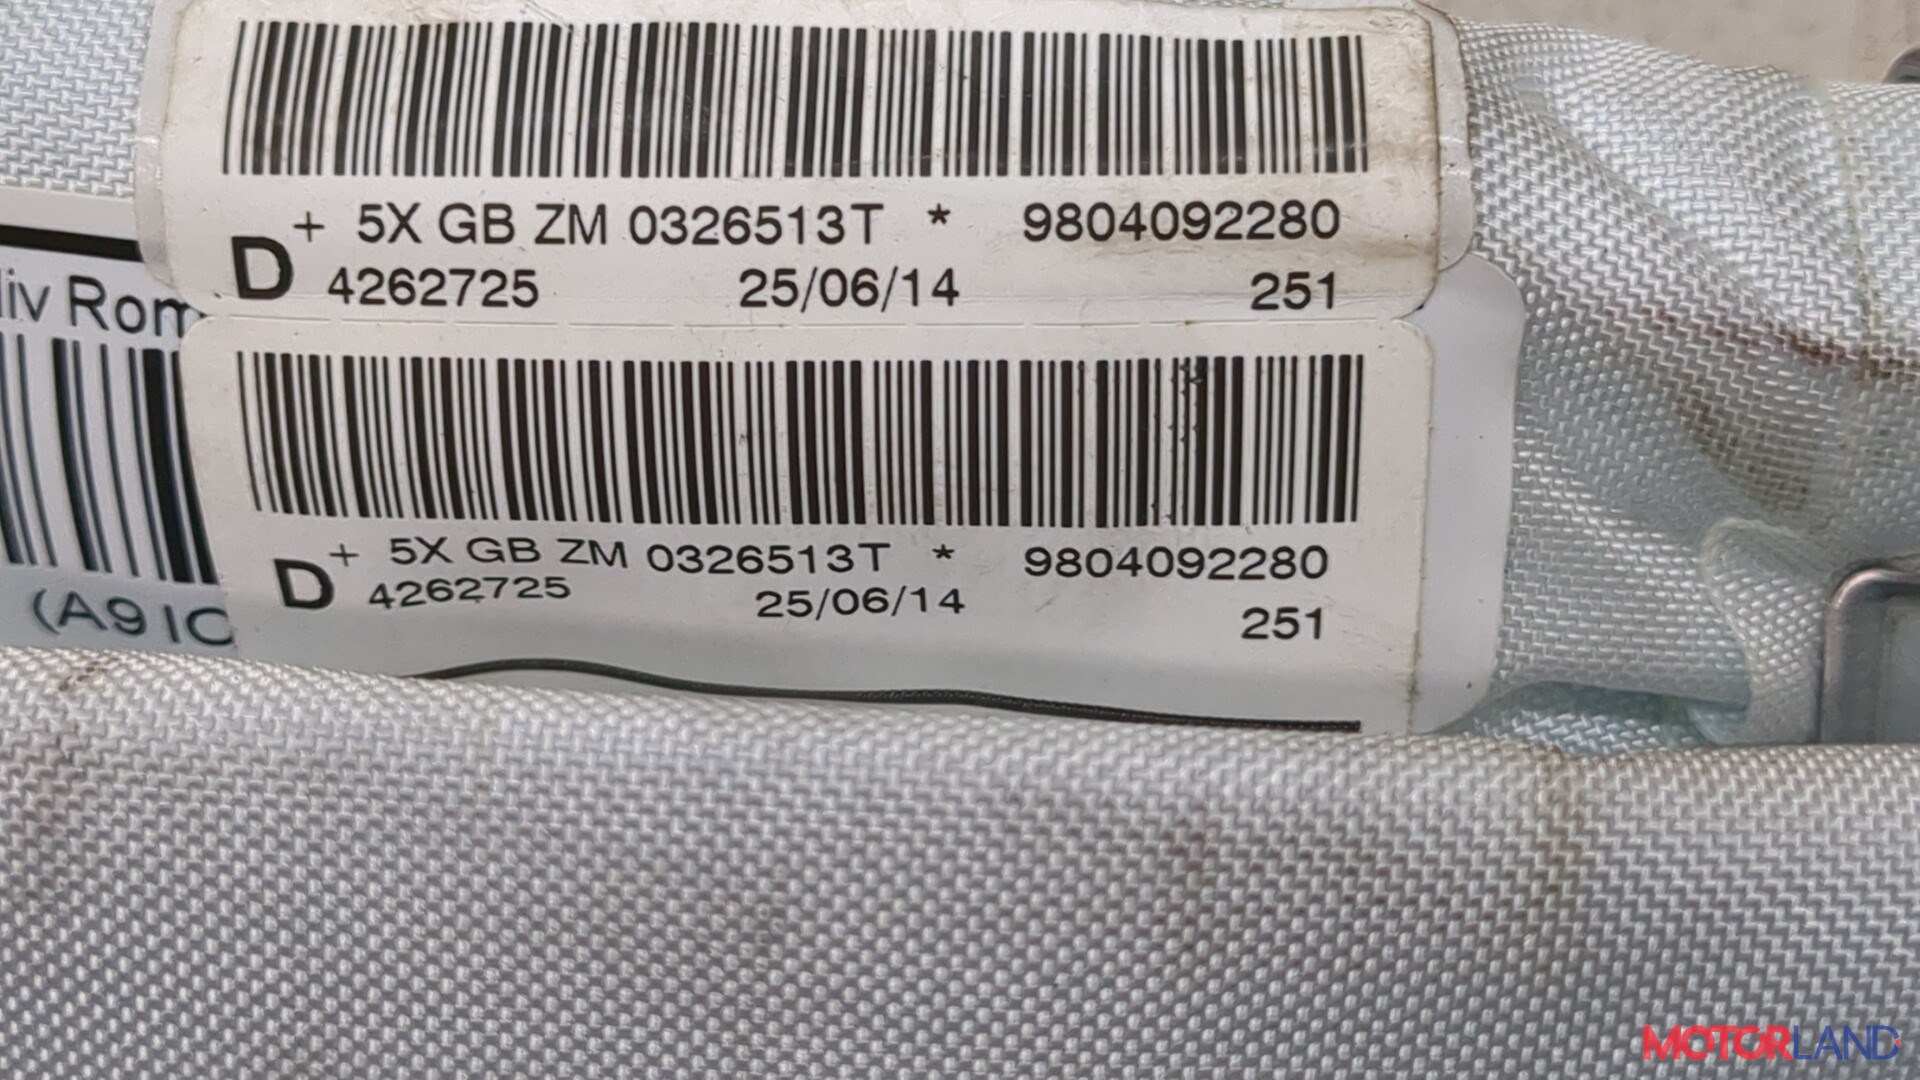 + 5X GB ZM 0326513T * 9804092280
D 4262725 25/06/14 251
liv Rom
+ 5X GB ZM 0326513T * 9804092280
D 4262725 25/06/14 251
(A9 IC
MOTORLAND